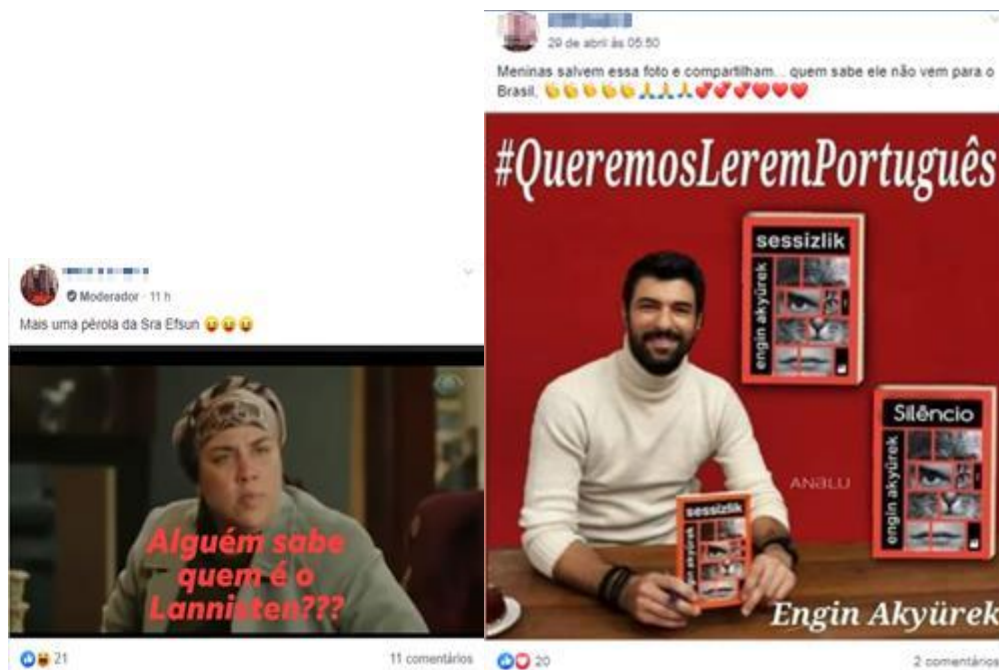 Moderador · 11 h
Mais uma pérola da Sra Efsun
Alguém sabe
quem é o
Lannisten???
21
11 comentários
29 de abril às 05:50
Meninas salvem essa foto e compartilham... quem sabe ele não vem para o
Brasil.
#QueremosLeremPortuguês
sessizlik
engin akyürek
Silêncio
engin akyürek
ANALU
sessizlik
engin akyürek
Engin Akyürek
20
2 comentários